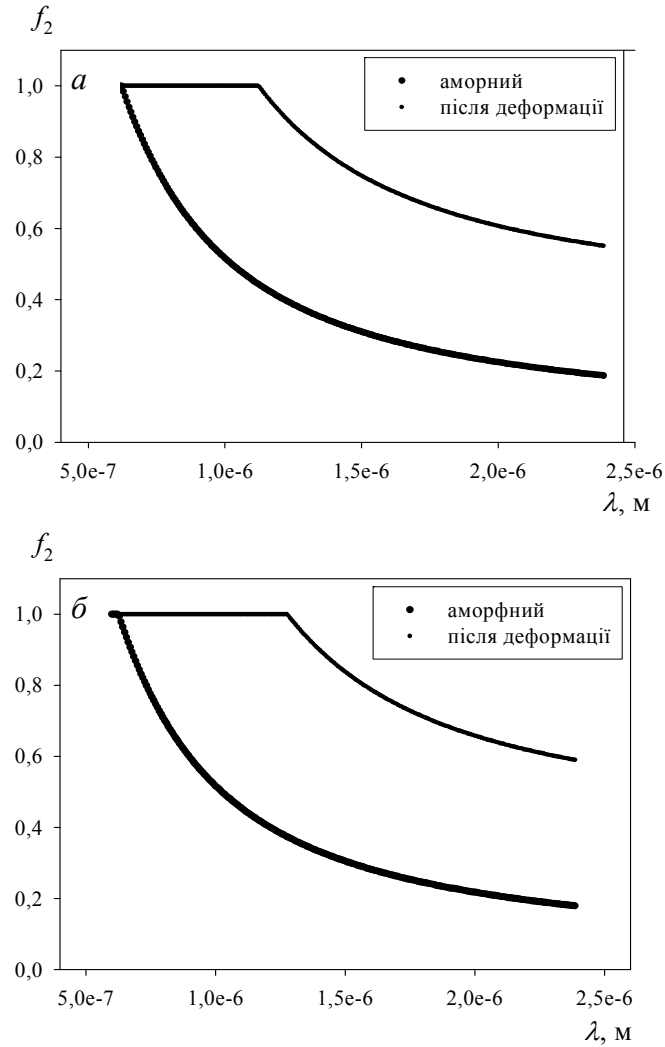 f₂
а
аморний
після деформації
1,0
0,8
0,6
0,4
0,2
0,0
5,0e-7 1,0e-6 1,5e-6 2,0e-6 2,5e-6
λ, м
f₂
б
аморфний
після деформації
1,0
0,8
0,6
0,4
0,2
0,0
5,0e-7 1,0e-6 1,5e-6 2,0e-6 2,5e-6
λ, м